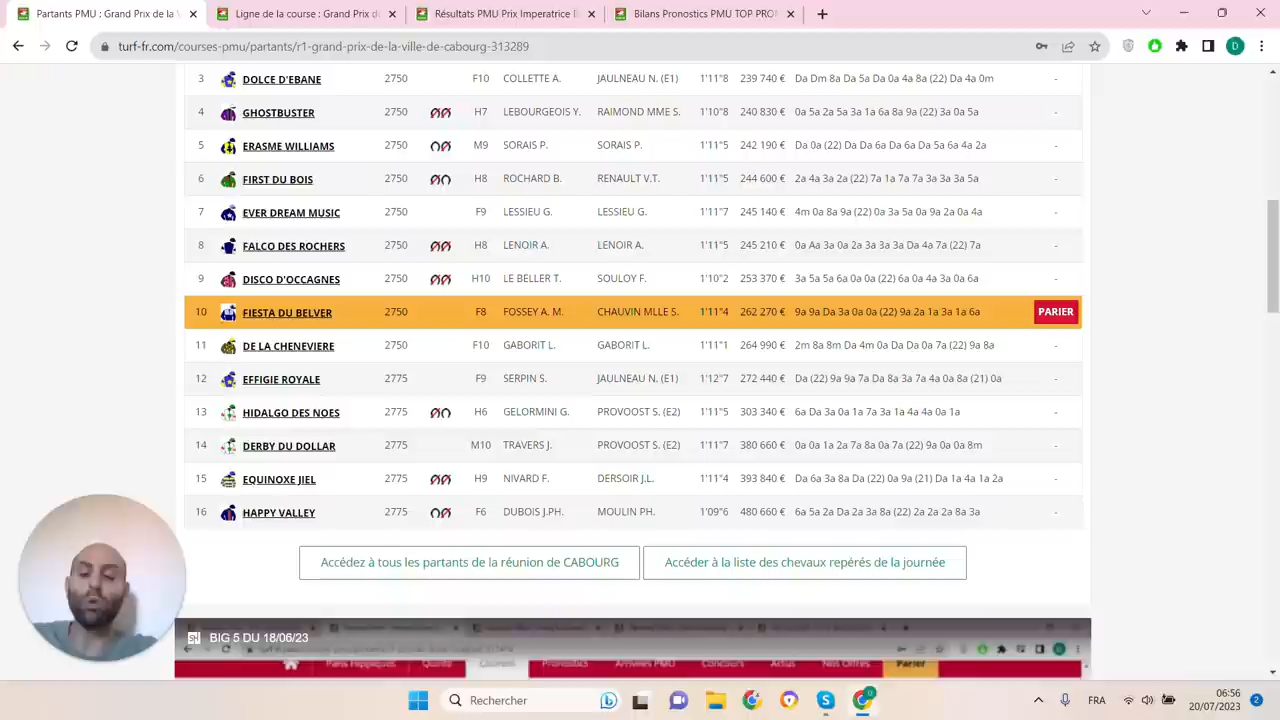 Partants PMU : Grand Prix de la V
Ligne de la course : Grand Prix de
Résultats PMU Prix Imperatrice E
Bilans Pronostics PMU TOP PRON
turf-fr.com/courses-pmu/partants/r1-grand-prix-de-la-ville-de-cabourg-313289
D
3 DOLCE D'EBANE 2750 F10 COLLETTE A. JAULNEAU N. (E1) 1'11"8 239 740 € Da Dm 8a Da 5a Da 0a 4a 8a (22) Da 4a 0m -
4 GHOSTBUSTER 2750 H7 LEBOURGEOIS Y. RAIMOND MME S. 1'10"8 240 830 € 0a 5a 2a 5a 3a 1a 6a 8a 9a (22) 3a 0a 5a -
5 ERASME WILLIAMS 2750 M9 SORAIS P. SORAIS P. 1'11"5 242 190 € Da 0a (22) Da Da 6a Da 6a Da 5a 6a 4a 2a -
6 FIRST DU BOIS 2750 H8 ROCHARD B. RENAULT V.T. 1'11"5 244 600 € 2a 4a 3a 2a (22) 7a 1a 7a 7a 3a 3a 3a 5a -
7 EVER DREAM MUSIC 2750 F9 LESSIEU G. LESSIEU G. 1'11"7 245 140 € 4m 0a 8a 9a (22) 0a 3a 5a 0a 9a 2a 0a 4a -
8 FALCO DES ROCHERS 2750 H8 LENOIR A. LENOIR A. 1'11"5 245 210 € 0a Aa 3a 0a 2a 3a 3a 3a Da 4a 7a (22) 7a -
9 DISCO D'OCCAGNES 2750 H10 LE BELLER T. SOULOY F. 1'10"2 253 370 € 3a 5a 5a 6a 0a 0a (22) 6a 0a 4a 3a 0a 6a -
10 FIESTA DU BELVER 2750 F8 FOSSEY A. M. CHAUVIN MLLE S. 1'11"4 262 270 € 9a 9a Da 3a 0a 0a (22) 9a 2a 1a 3a 1a 6a PARIER
11 DE LA CHENEVIERE 2750 F10 GABORIT L. GABORIT L. 1'11"1 264 990 € 2m 8a 8m Da 4m 0a Da Da 0a 7a (22) 9a 8a -
12 EFFIGIE ROYALE 2775 F9 SERPIN S. JAULNEAU N. (E1) 1'12"7 272 440 € Da (22) 9a 9a 7a Da 8a 3a 7a 4a 0a 8a (21) 0a -
13 HIDALGO DES NOES 2775 H6 GELORMINI G. PROVOOST S. (E2) 1'11"5 303 340 € 6a Da 3a 0a 1a 7a 3a 1a 4a 4a 0a 1a -
14 DERBY DU DOLLAR 2775 M10 TRAVERS J. PROVOOST S. (E2) 1'11"7 380 660 € 0a 0a 1a 2a 7a 8a 0a 7a (22) 9a 0a 0a 8m -
15 EQUINOXE JIEL 2775 H9 NIVARD F. DERSOIR J.L. 1'11"4 393 840 € Da 6a 3a 8a Da (22) 0a 9a (21) Da 1a 4a 1a 2a -
16 HAPPY VALLEY 2775 F6 DUBOIS J.PH. MOULIN PH. 1'09"6 480 660 € 6a 5a 2a Da 2a 3a 8a (22) 2a 2a 2a 8a 3a -
Accédez à tous les partants de la réunion de CABOURG
Accéder à la liste des chevaux repérés de la journée
BIG 5 DU 18/06/23
Quinté
Pronostics
Arrivées PMU
Concours
Actus
Nos Offres
Parier
Rechercher
FRA
06:56
20/07/2023
2